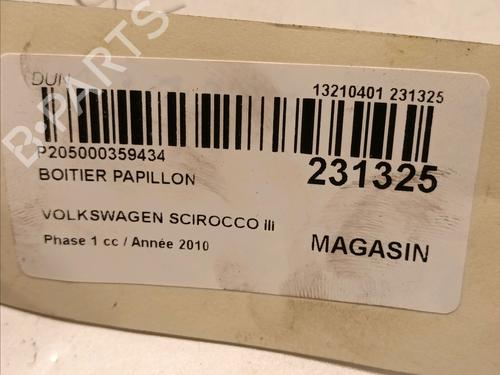 DUN
13210401 231325
P205000359434
BOITIER PAPILLON
231325
VOLKSWAGEN SCIROCCO III
Phase 1 cc / Année 2010
MAGASIN
B-PARTS